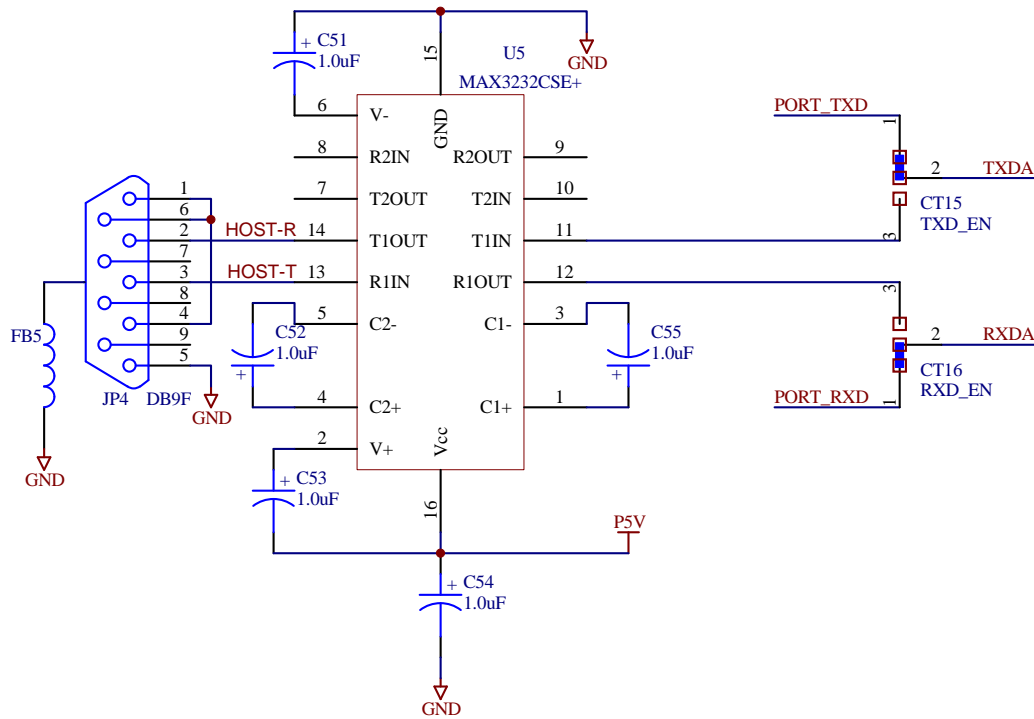 C51
1.0uF
15
U5
MAX3232CSE+
GND
6
V-
GND
PORT_TXD
1
8
R2IN
R2OUT
9
7
T2OUT
T2IN
10
2
TXDA
CT15
TXD_EN
1
6
2
HOST-R
14
T1OUT
T1IN
11
3
7
3
HOST-T
13
R1IN
R1OUT
12
3
8
4
5
C2-
C1-
3
C52
1.0uF
C55
1.0uF
2
RXDA
FB5
9
5
CT16
RXD_EN
JP4
DB9F
GND
4
C2+
C1+
1
PORT_RXD
1
2
V+
Vcc
GND
C53
1.0uF
16
P5V
C54
1.0uF
GND